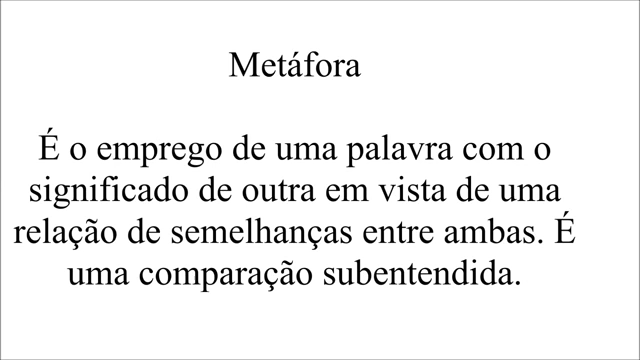 Metáfora
É o emprego de uma palavra com o
significado de outra em vista de uma
relação de semelhanças entre ambas. É
uma comparação subentendida.